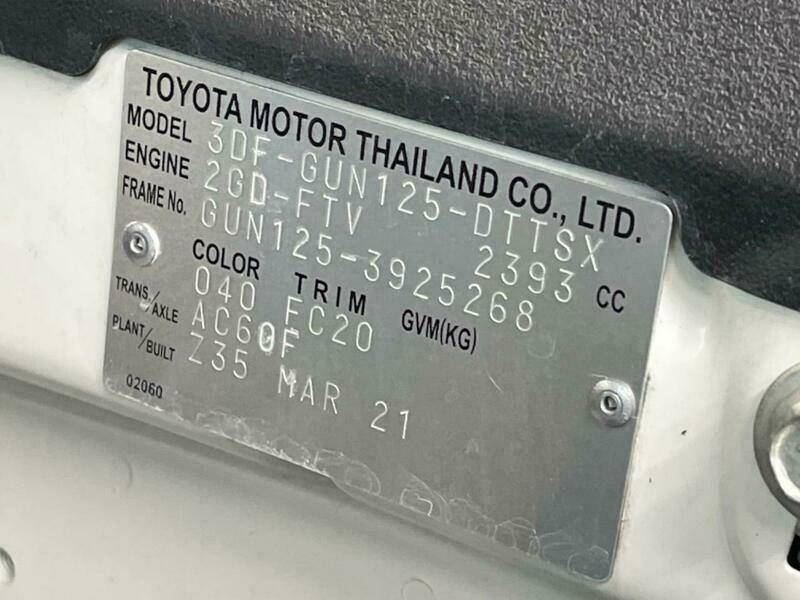 TOYOTA MOTOR THAILAND CO., LTD.
MODEL 3DF-GUN125-DTTSX
ENGINE 2GD-FTV 2393 CC
FRAME No. GUN125-3925268
COLOR TRIM GVM(KG)
040 FC20
TRANS./AXLE AC60F
PLANT/BUILT Z35 MAR 21
02060